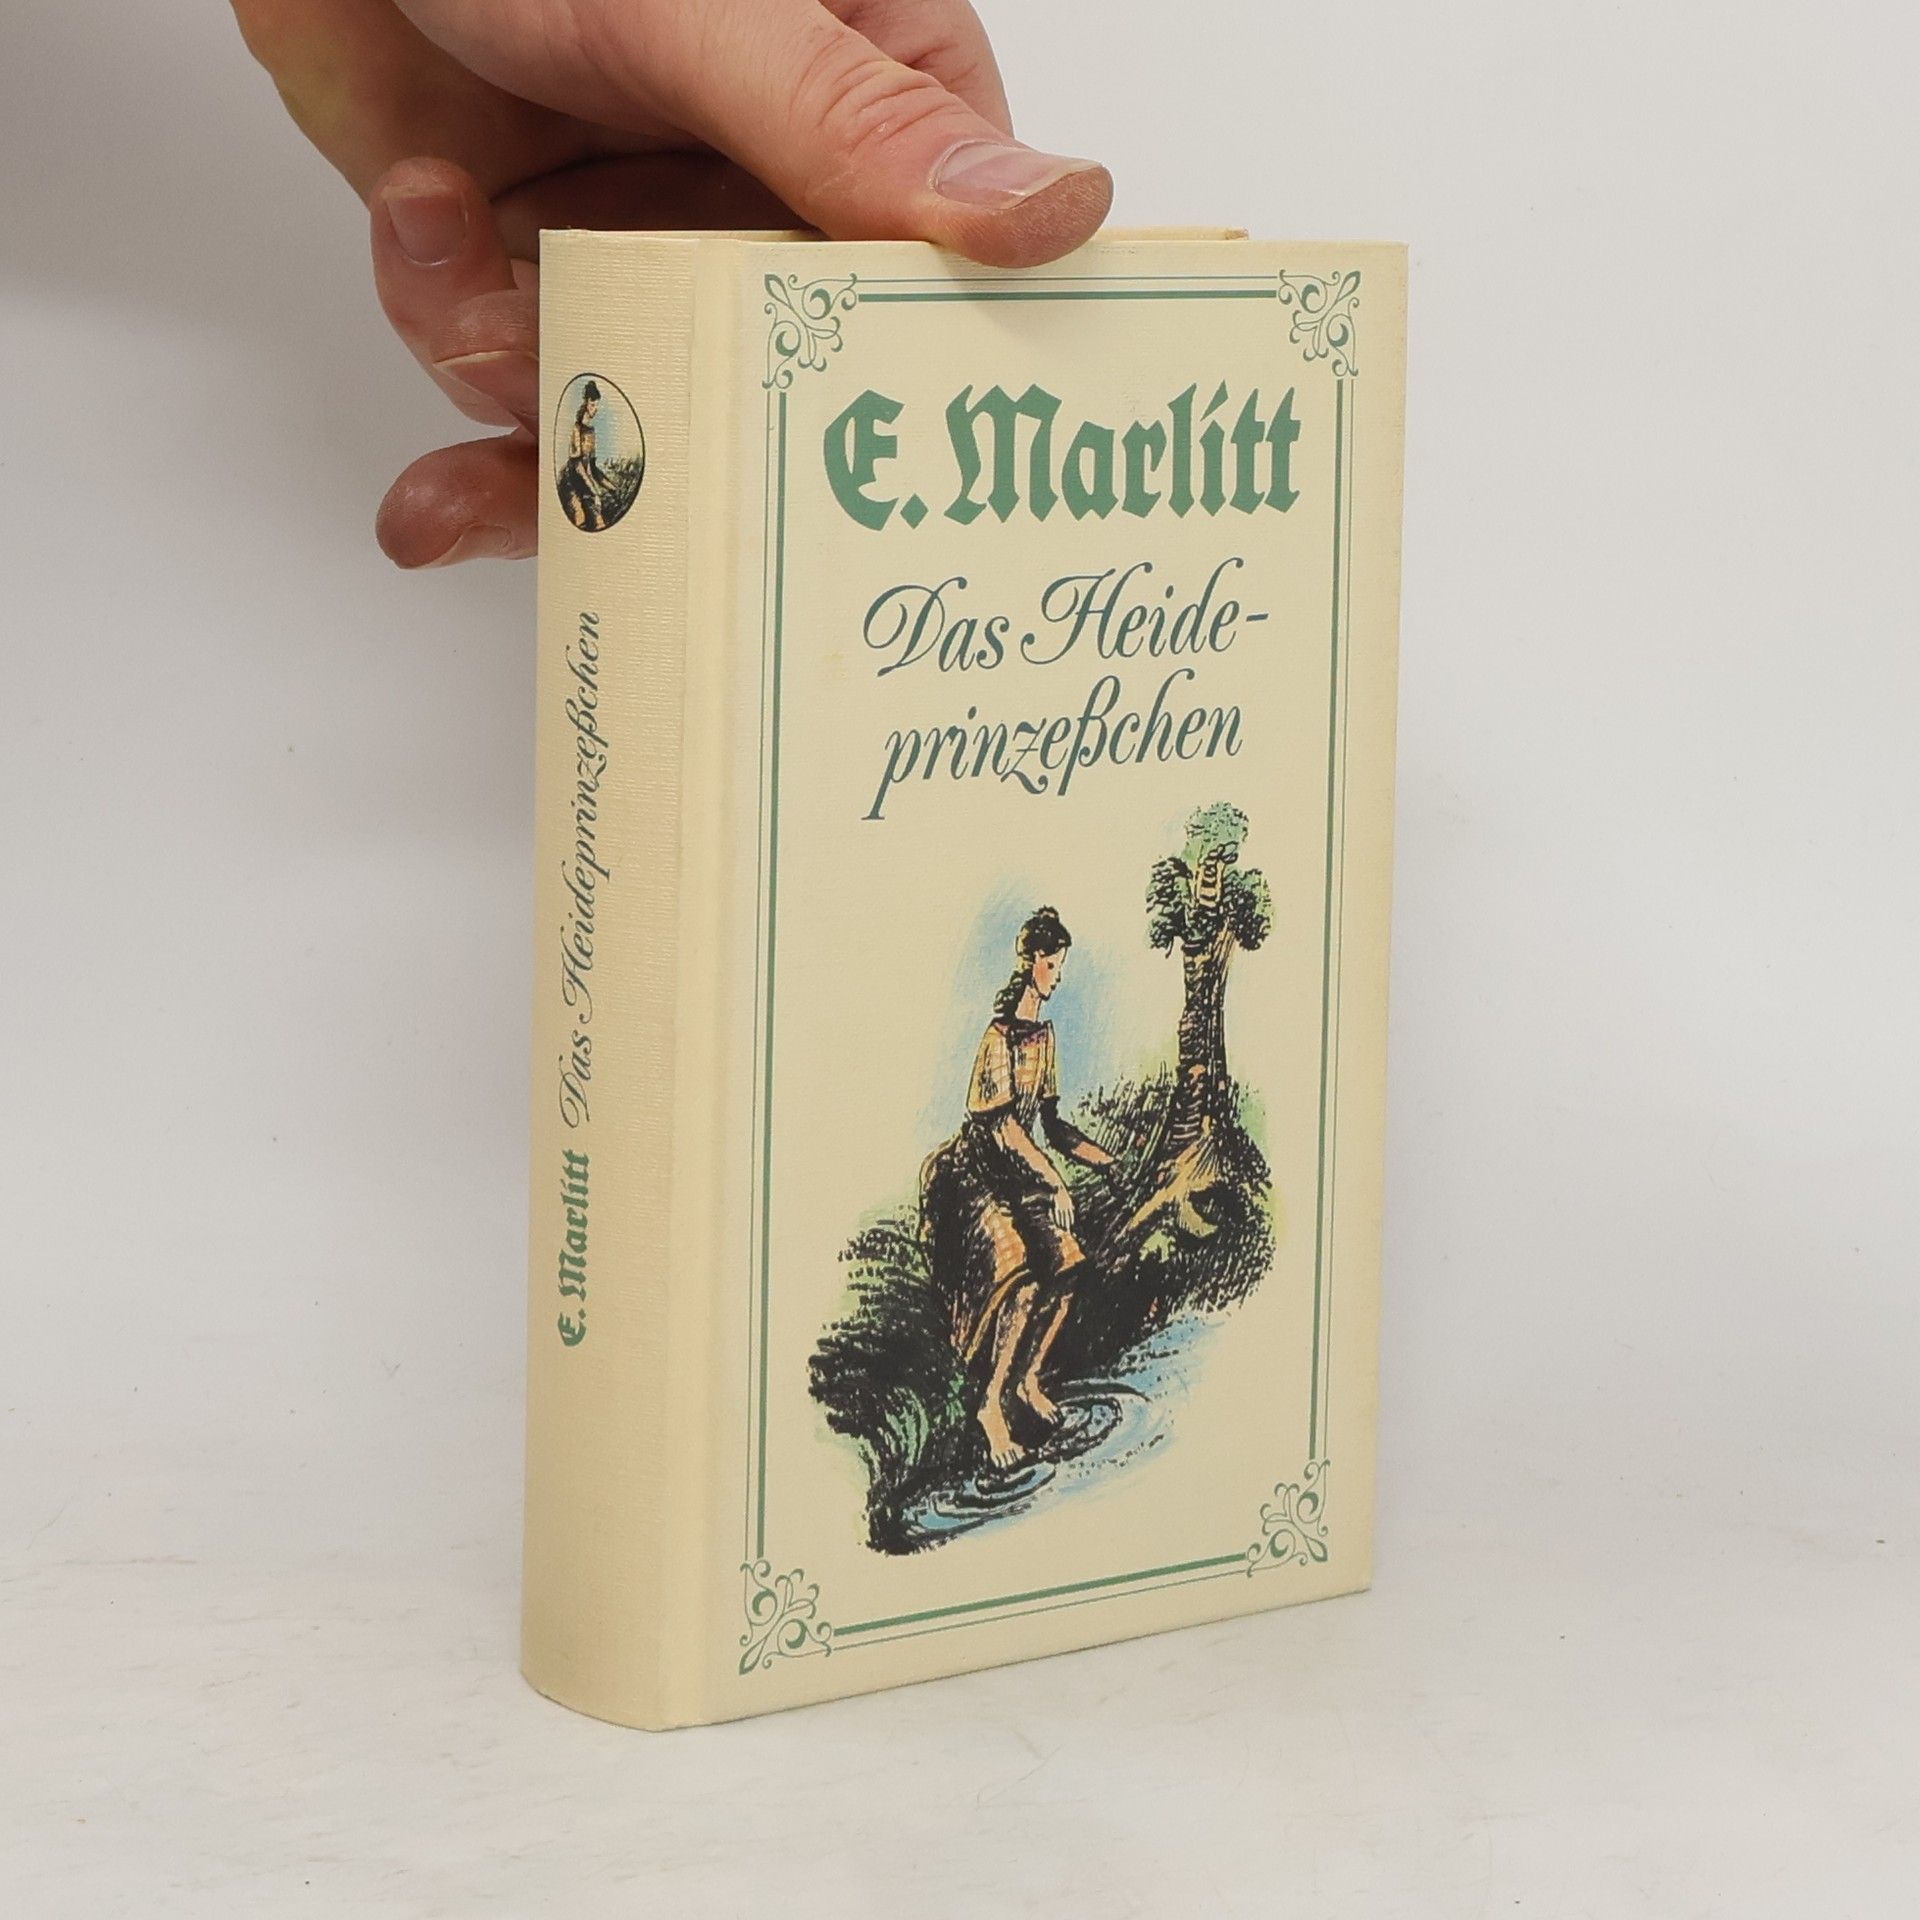 E. Marlitt
Das Heide-
prinzeßchen
E. Marlitt Das Heideprinzeßchen